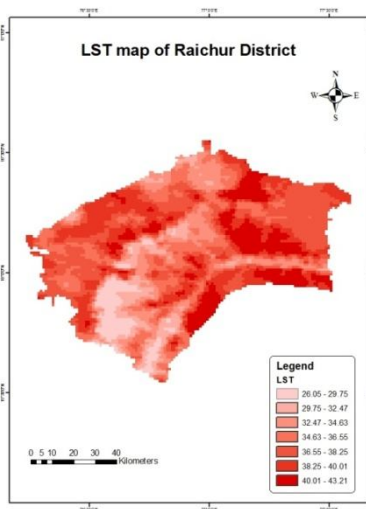 LST map of Raichur District
N
W E
S
Legend
LST
26.05 - 29.75
29.75 - 32.47
32.47 - 34.63
34.63 - 36.55
36.55 - 38.25
38.25 - 40.01
40.01 - 43.21
0 5 10 20 30 40
Kilometers